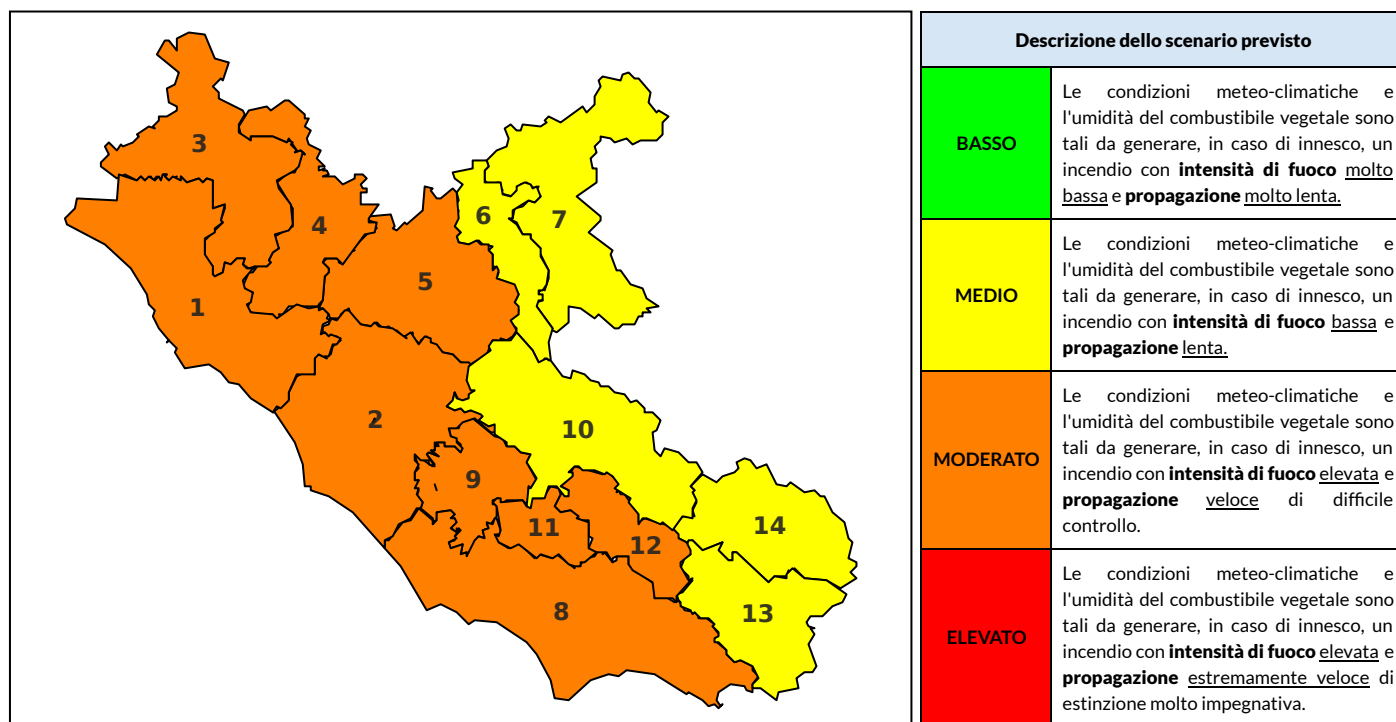 3
4
6
7
5
1
2
10
9
11
12
14
8
13
Descrizione dello scenario previsto
BASSO
Le condizioni meteo-climatiche e
l'umidità del combustibile vegetale sono
tali da generare, in caso di innesco, un
incendio con intensità di fuoco molto
bassa e propagazione molto lenta.
MEDIO
Le condizioni meteo-climatiche e
l'umidità del combustibile vegetale sono
tali da generare, in caso di innesco, un
incendio con intensità di fuoco bassa e
propagazione lenta.
MODERATO
Le condizioni meteo-climatiche e
l'umidità del combustibile vegetale sono
tali da generare, in caso di innesco, un
incendio con intensità di fuoco elevata e
propagazione veloce di difficile
controllo.
ELEVATO
Le condizioni meteo-climatiche e
l'umidità del combustibile vegetale sono
tali da generare, in caso di innesco, un
incendio con intensità di fuoco elevata e
propagazione estremamente veloce di
estinzione molto impegnativa.